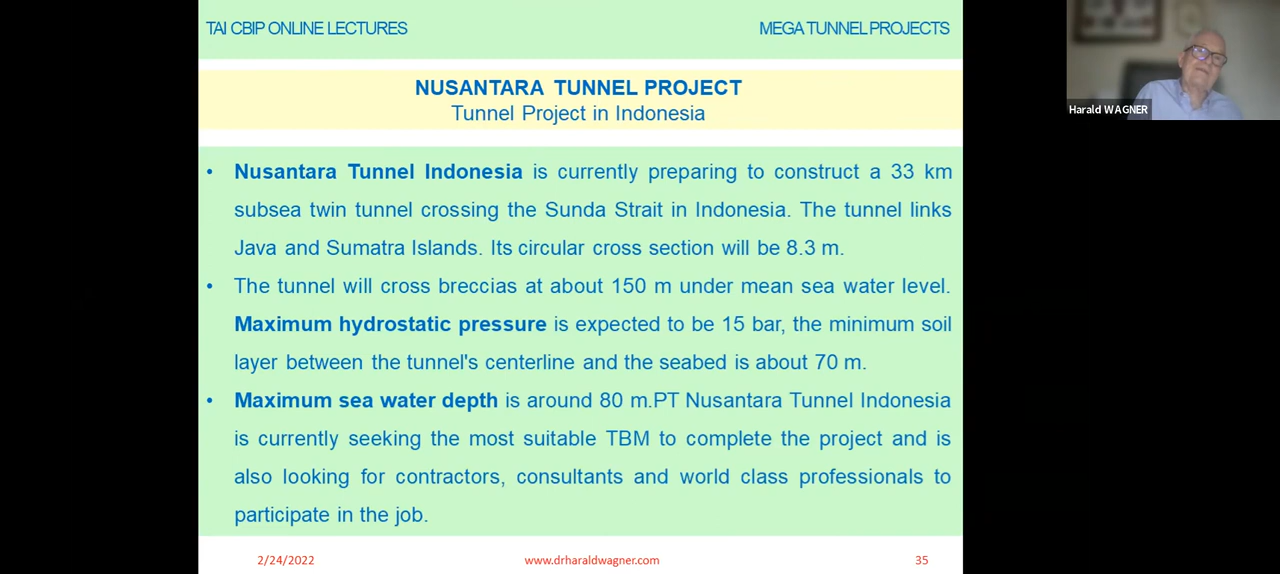 TAI CBIP ONLINE LECTURES
MEGA TUNNEL PROJECTS
NUSANTARA TUNNEL PROJECT
Tunnel Project in Indonesia
• Nusantara Tunnel Indonesia is currently preparing to construct a 33 km
subsea twin tunnel crossing the Sunda Strait in Indonesia. The tunnel links
Java and Sumatra Islands. Its circular cross section will be 8.3 m.
• The tunnel will cross breccias at about 150 m under mean sea water level.
Maximum hydrostatic pressure is expected to be 15 bar, the minimum soil
layer between the tunnel's centerline and the seabed is about 70 m.
• Maximum sea water depth is around 80 m.PT Nusantara Tunnel Indonesia
is currently seeking the most suitable TBM to complete the project and is
also looking for contractors, consultants and world class professionals to
participate in the job.
2/24/2022
www.drharaldwagner.com
35
Harald WAGNER